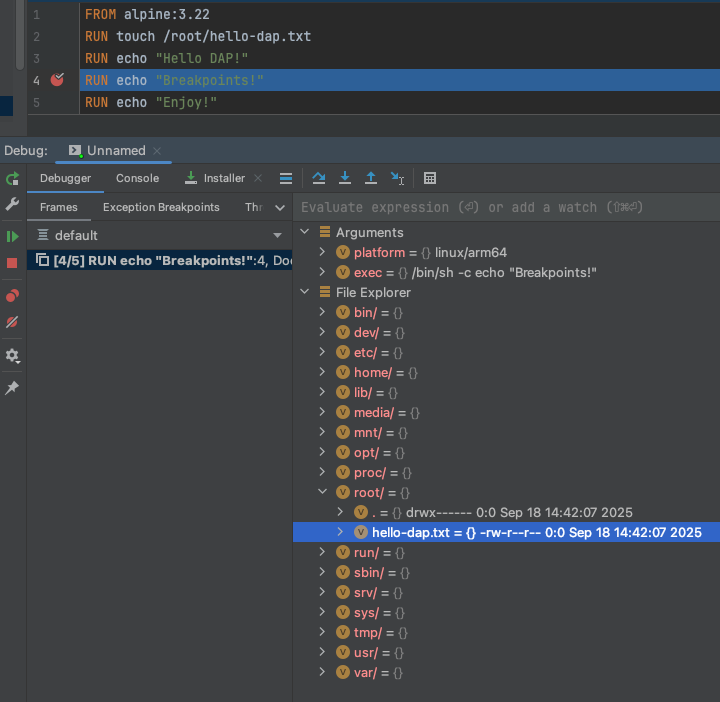 1 FROM alpine:3.22
2 RUN touch /root/hello-dap.txt
3 RUN echo "Hello DAP!"
4 RUN echo "Breakpoints!"
5 RUN echo "Enjoy!"
Debug: Unnamed
Debugger Console Installer
Frames Exception Breakpoints Thr
Evaluate expression (⏎) or add a watch (⇧⌘⏎)
default
[4/5] RUN echo "Breakpoints!":4, Doc
Arguments
platform = {} linux/arm64
exec = {} /bin/sh -c echo "Breakpoints!"
File Explorer
bin/ = {}
dev/ = {}
etc/ = {}
home/ = {}
lib/ = {}
media/ = {}
mnt/ = {}
opt/ = {}
proc/ = {}
root/ = {}
. = {} drwx------ 0:0 Sep 18 14:42:07 2025
hello-dap.txt = {} -rw-r--r-- 0:0 Sep 18 14:42:07 2025
run/ = {}
sbin/ = {}
srv/ = {}
sys/ = {}
tmp/ = {}
usr/ = {}
var/ = {}